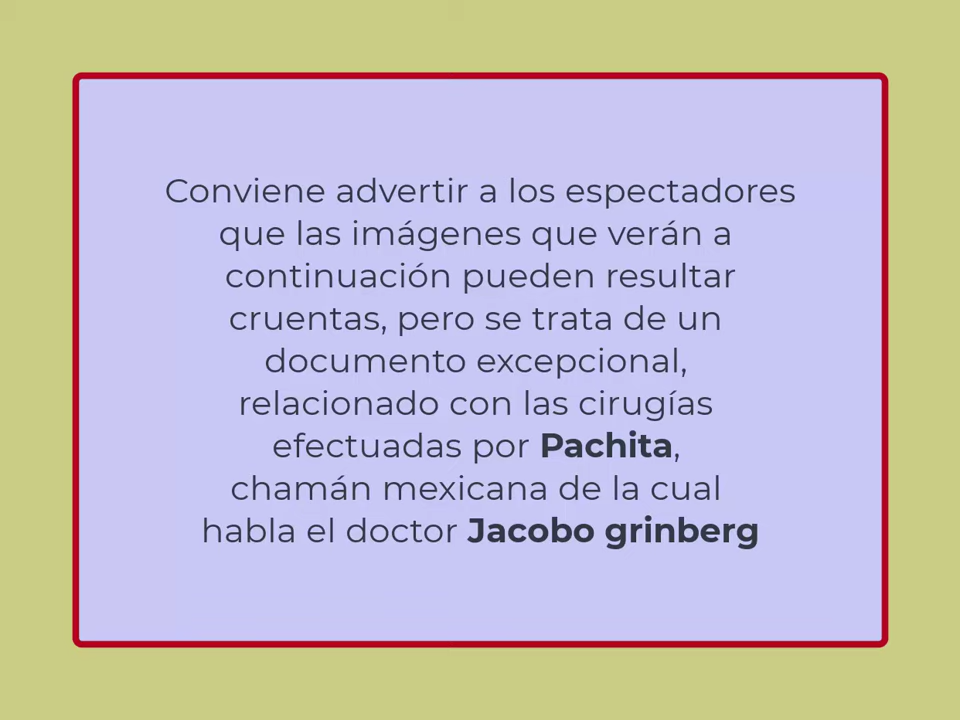 Conviene advertir a los espectadores
que las imágenes que verán a
continuación pueden resultar
cruentas, pero se trata de un
documento excepcional,
relacionado con las cirugías
efectuadas por Pachita,
chamán mexicana de la cual
habla el doctor Jacobo grinberg